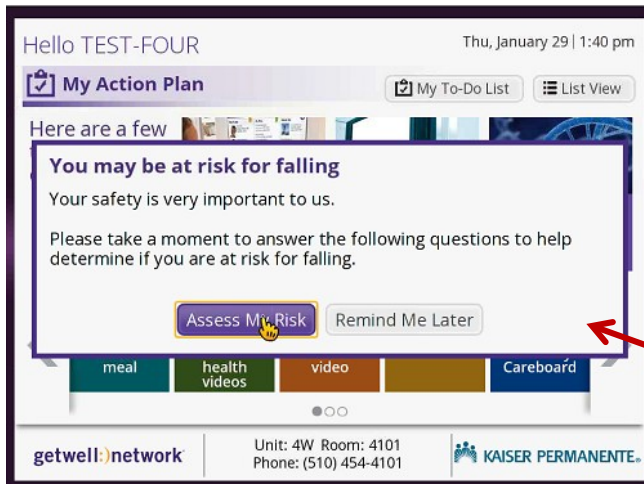 Hello TEST-FOUR
Thu, January 29 | 1:40 pm
My Action Plan
My To-Do List
List View
Here are a few
You may be at risk for falling
Your safety is very important to us.
Please take a moment to answer the following questions to help
determine if you are at risk for falling.
Assess My Risk
Remind Me Later
meal
health
videos
video
Careboard
getwell:)network
Unit: 4W Room: 4101
Phone: (510) 454-4101
KAISER PERMANENTE®